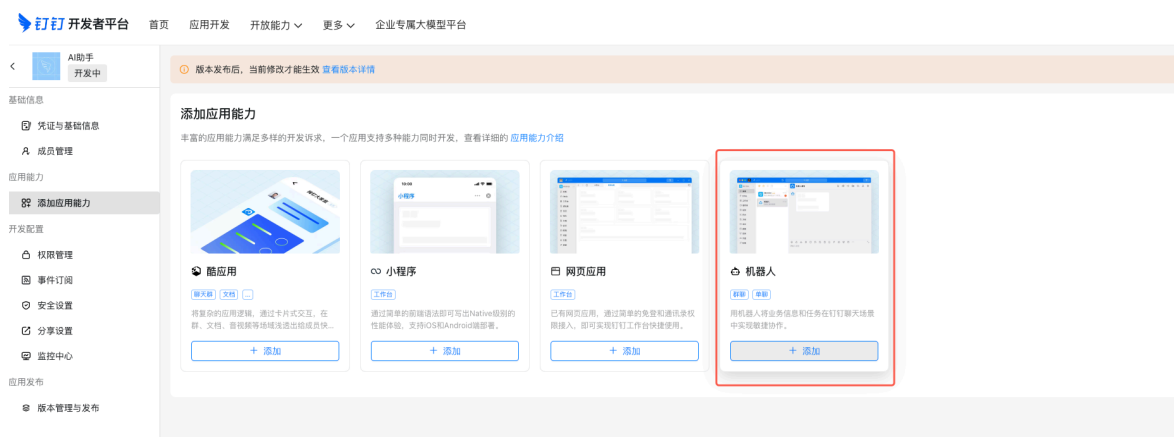 钉钉 开发者平台 首页 应用开发 开放能力 更多 企业专属大模型平台
AI助手
开发中
基础信息
凭证与基础信息
成员管理
应用能力
添加应用能力
开发配置
权限管理
事件订阅
安全设置
分享设置
监控中心
应用发布
版本管理与发布
版本发布后，当前修改才能生效 查看版本详情
添加应用能力
丰富的应用能力满足多样的开发诉求，一个应用支持多种能力同时开发，查看详细的 应用能力介绍
酷应用
聊天群 文档 ...
将复杂的应用逻辑，通过卡片式交互，在
群、文档、音视频等场域浅透出给成员快...
+ 添加
小程序
小程序
工作台
通过简单的前端语法即可写出Native级别的
性能体验，支持iOS和Android端部署。
+ 添加
网页应用
工作台
已有网页应用，通过简单的免登和通讯录权
限接入，即可实现钉钉工作台快捷使用。
+ 添加
机器人
群聊 单聊
用机器人将业务信息和任务在钉钉聊天场景
中实现敏捷协作。
+ 添加